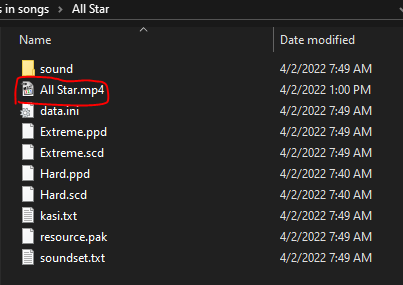 s in songs > All Star
Name Date modified
sound 4/2/2022 7:49 AM
All Star.mp4 4/2/2022 1:00 PM
data.ini 4/2/2022 7:49 AM
Extreme.ppd 4/2/2022 7:49 AM
Extreme.scd 4/2/2022 7:49 AM
Hard.ppd 4/2/2022 7:40 AM
Hard.scd 4/2/2022 7:40 AM
kasi.txt 4/2/2022 7:49 AM
resource.pak 4/2/2022 7:49 AM
soundset.txt 4/2/2022 7:49 AM